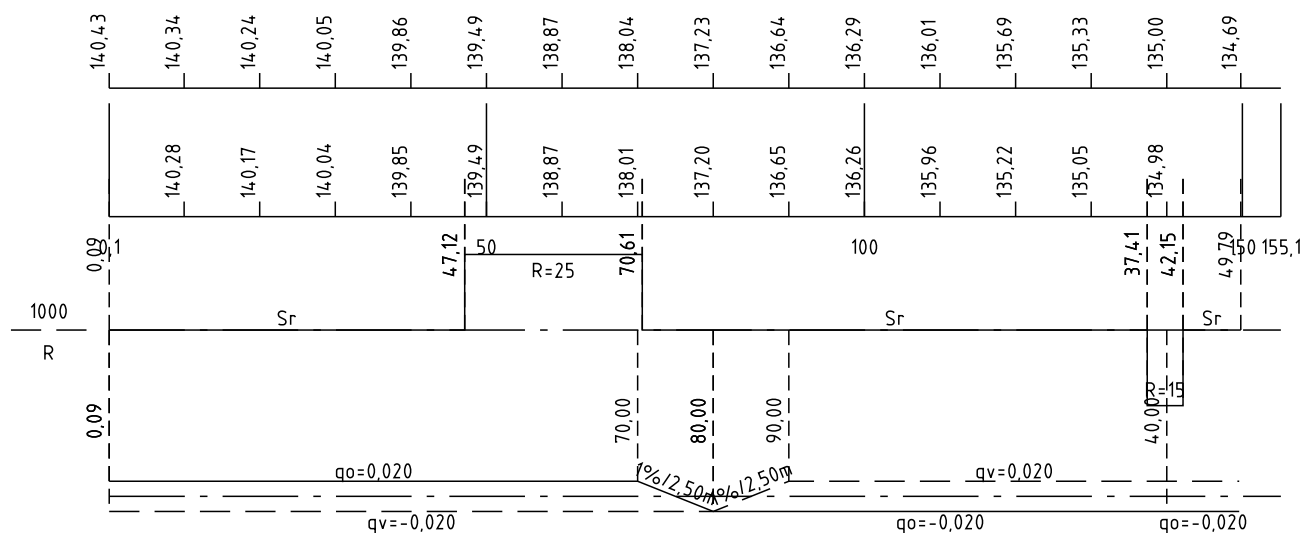 140,43 140,34 140,24 140,05 139,86 139,49 138,87 138,04 137,23 136,64 136,29 136,01 135,69 135,33 135,00 134,69
140,28 140,17 140,04 139,85 139,49 138,87 138,01 137,20 136,65 136,26 135,96 135,22 135,05 134,98
0,09 0,1 47,12 50 70,61 100 37,41 42,15 49,79 150 155,1
R=25
1000 Sr Sr Sr
R
R=15
0,09 70,00 80,00 90,00 40,00
qo=0,020 1%/2,50m 1%/2,50m qv=0,020
qv=-0,020 qo=-0,020 qo=-0,020